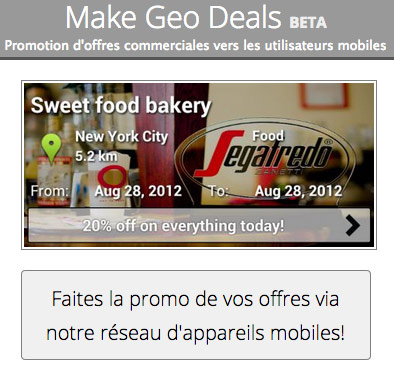 Make Geo Deals BETA
Promotion d'offres commerciales vers les utilisateurs mobiles
Sweet food bakery
New York City Food
5.2 km
Segafredo
ZANETTI
From: Aug 28, 2012 To: Aug 28, 2012
20% off on everything today!
Faites la promo de vos offres via
notre réseau d'appareils mobiles!